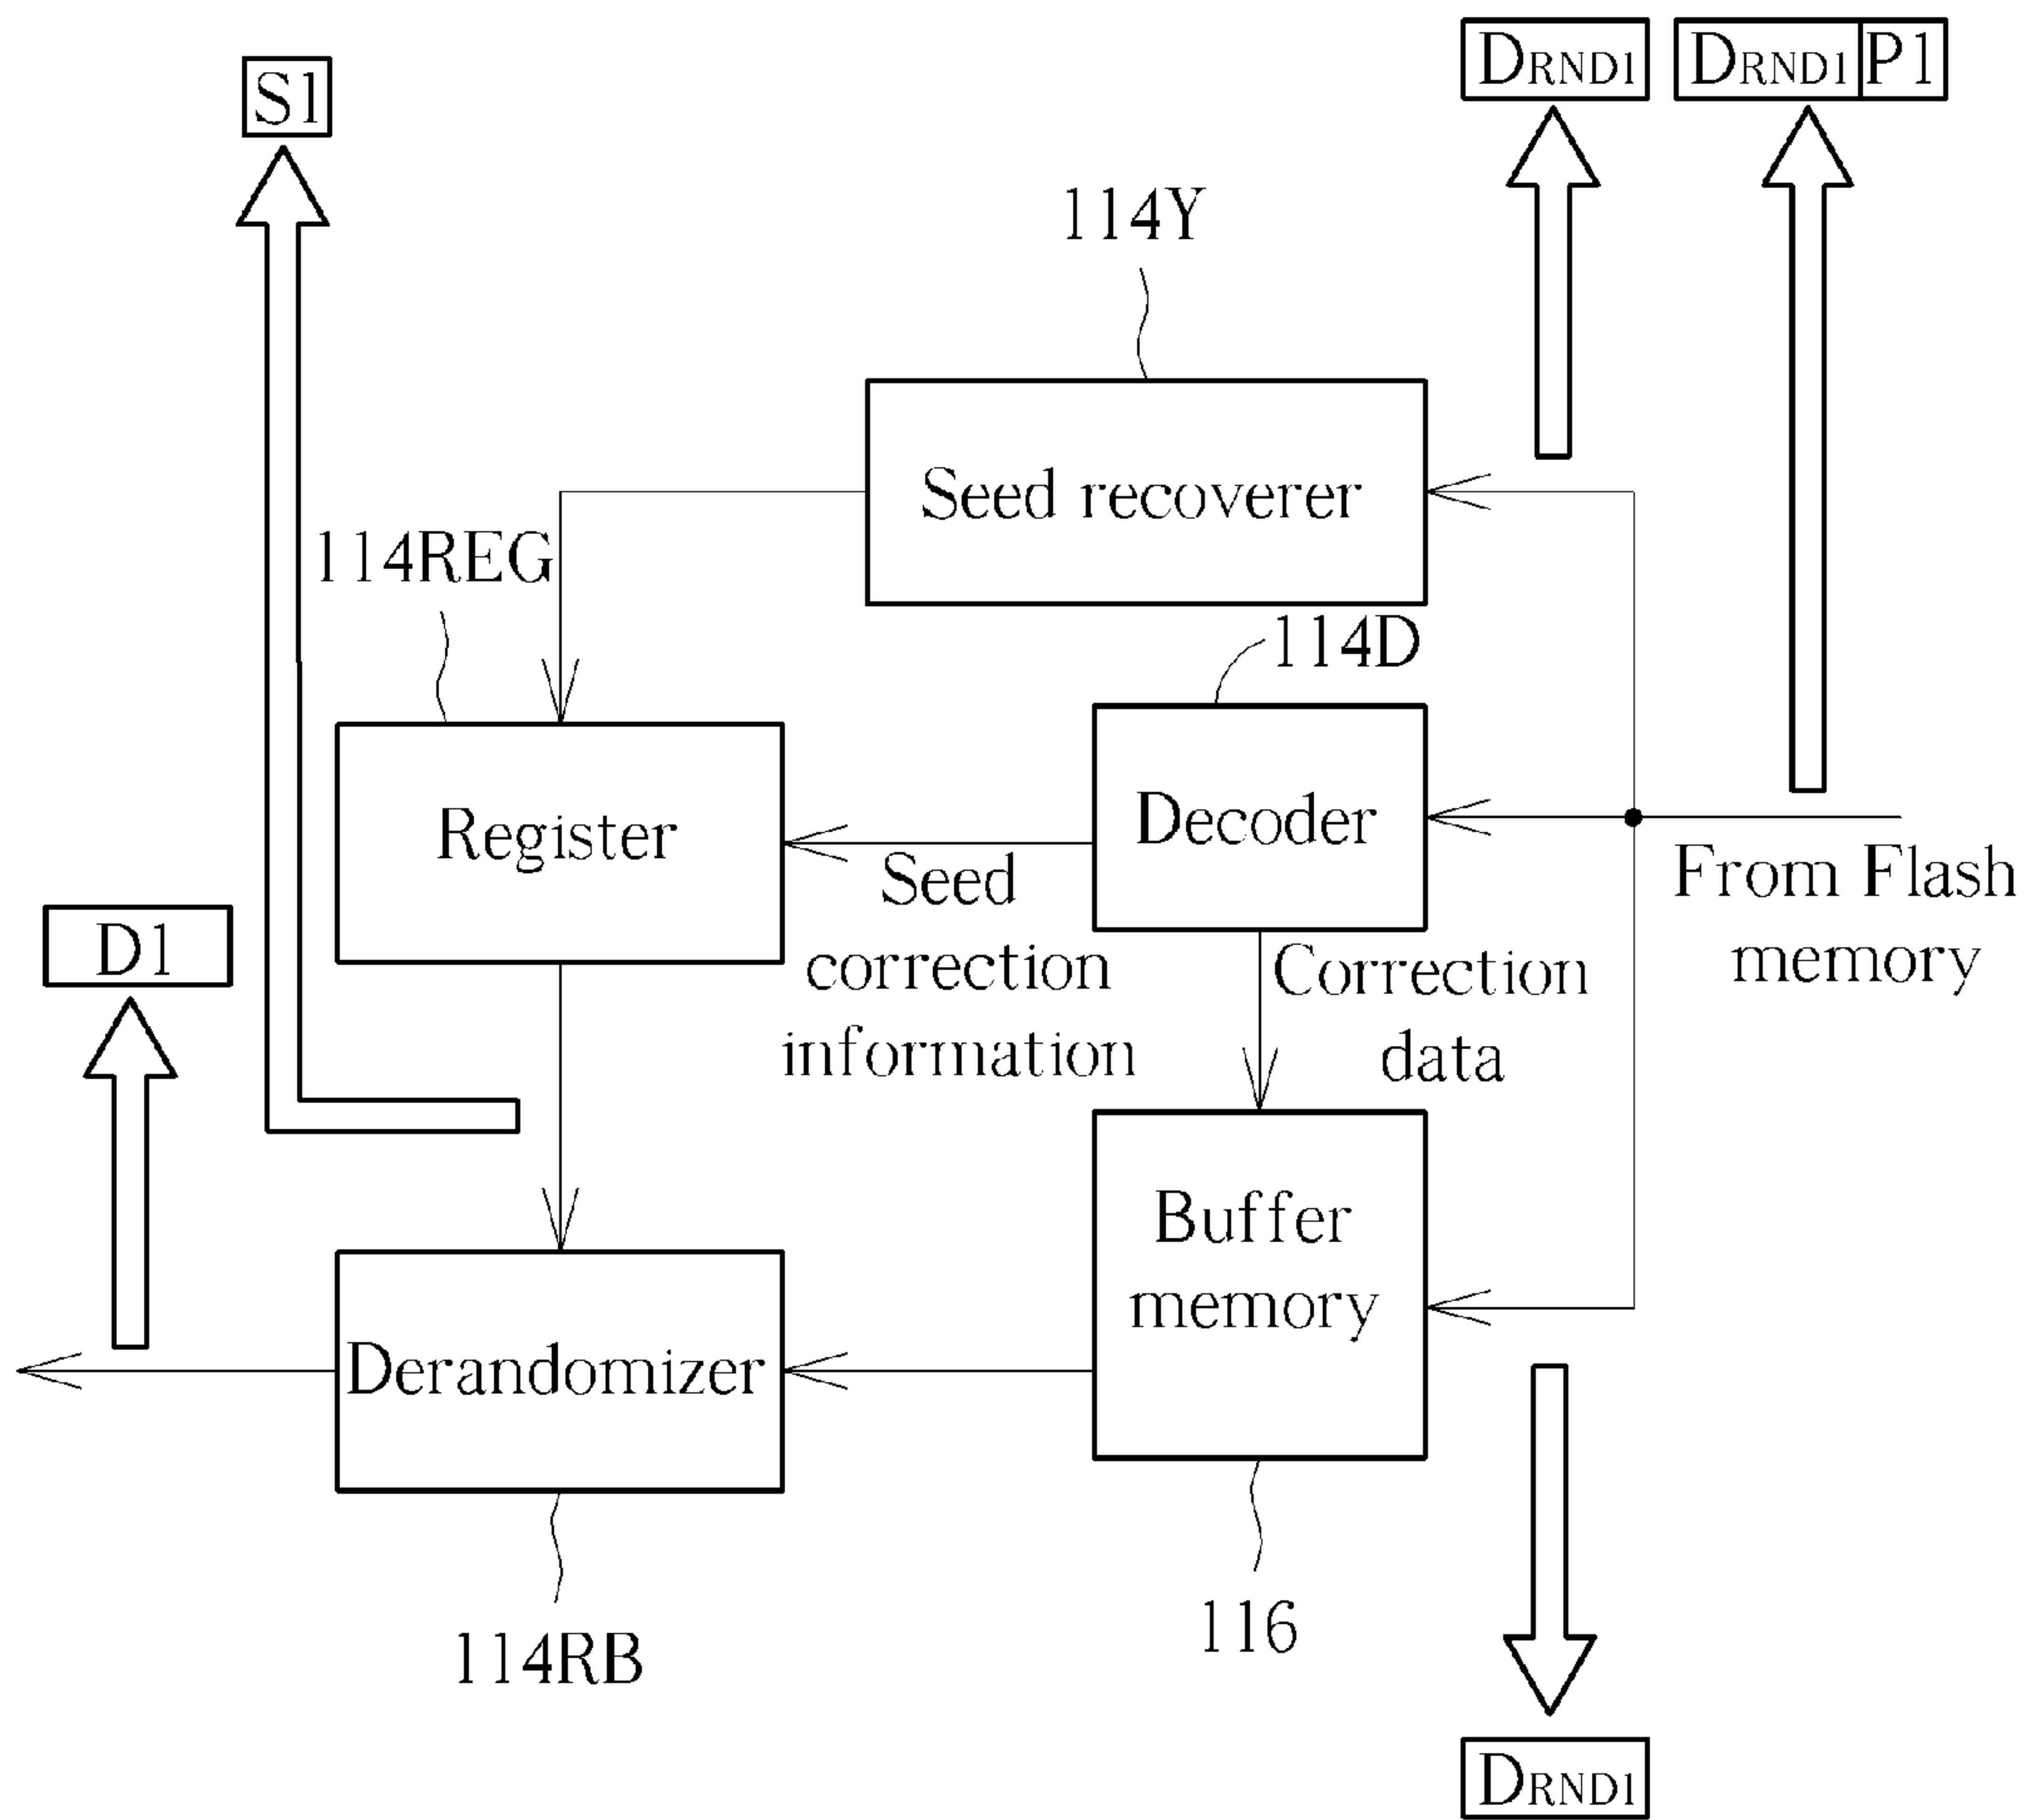 S1
DRND1
DRND1 P1
114Y
Seed recoverer
114REG
114D
Register
Decoder
Seed
correction
information
From Flash
memory
Correction
data
D1
Buffer
memory
Derandomizer
116
114RB
DRND1